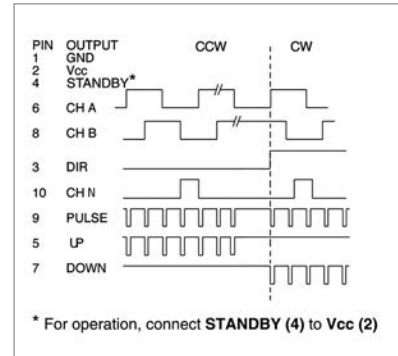 PIN OUTPUT CCW CW
1 GND
2 Vcc
4 STANDBY*
6 CH A
8 CH B
3 DIR
10 CH N
9 PULSE
5 UP
7 DOWN
* For operation, connect STANDBY (4) to Vcc (2)